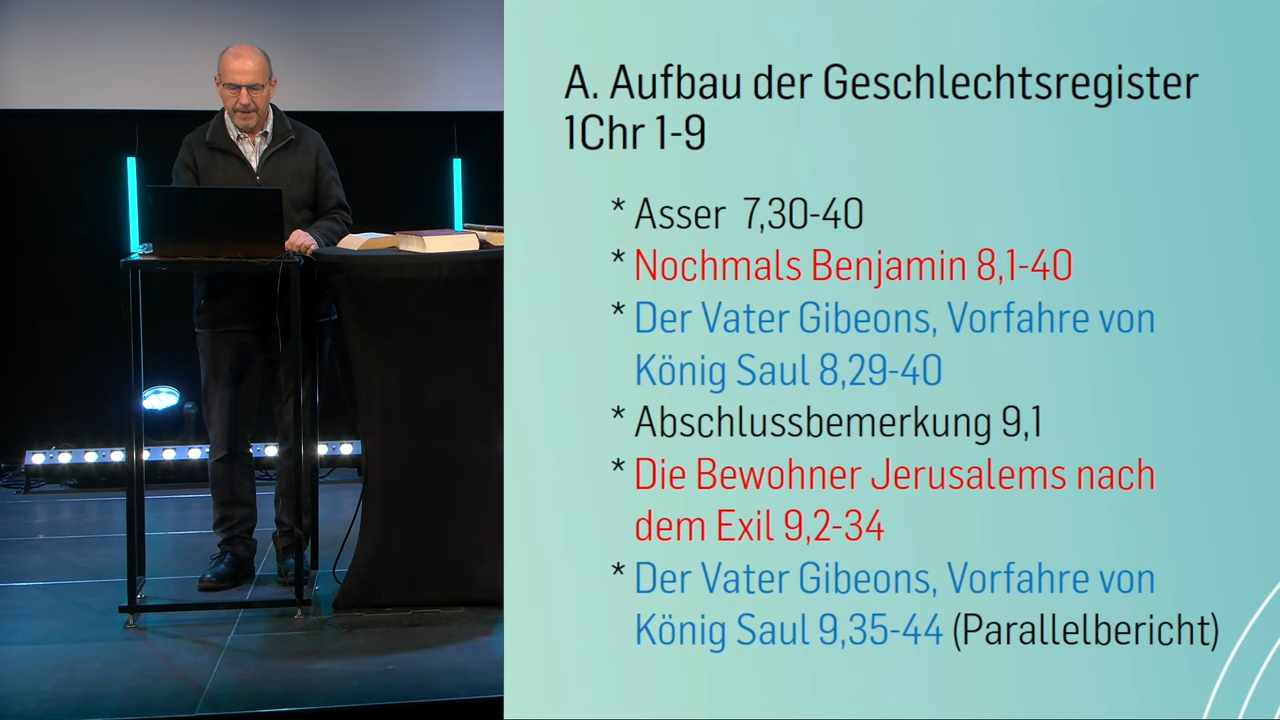 A. Aufbau der Geschlechtsregister
1Chr 1-9
* Asser 7,30-40
* Nochmals Benjamin 8,1-40
* Der Vater Gibeons, Vorfahre von
König Saul 8,29-40
* Abschlussbemerkung 9,1
* Die Bewohner Jerusalems nach
dem Exil 9,2-34
* Der Vater Gibeons, Vorfahre von
König Saul 9,35-44 (Parallelbericht)